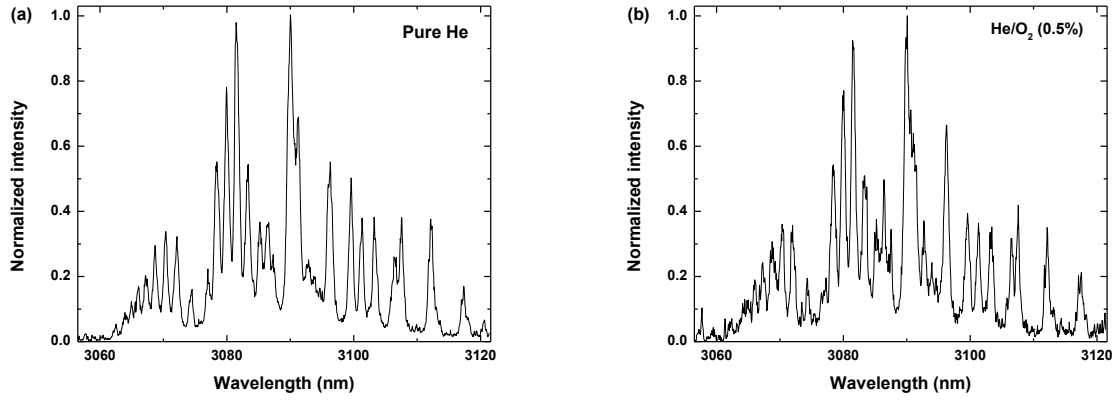 (a)
Pure He
Normalized intensity
1.0
0.8
0.6
0.4
0.2
0.0
3060
3080
3100
3120
Wavelength (nm)
(b)
He/O₂ (0.5%)
Normalized intensity
1.0
0.8
0.6
0.4
0.2
0.0
3060
3080
3100
3120
Wavelength (nm)